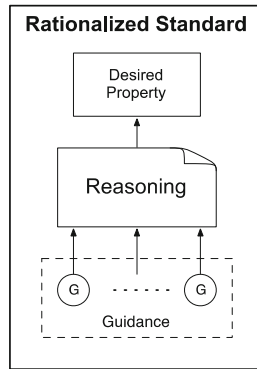 Rationalized Standard
Desired
Property
Reasoning
G ...... G
Guidance